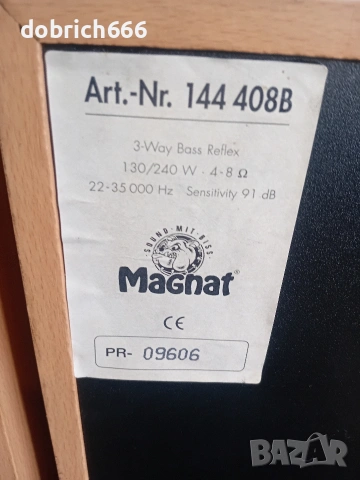 dobrich666
Art.-Nr. 144 408B
3-Way Bass Reflex
130/240 W · 4-8 Ω
22-35 000 Hz Sensitivity 91 dB
SOUND-MIT-BISS
Magnat®
CE
PR- 09606
BAZAR